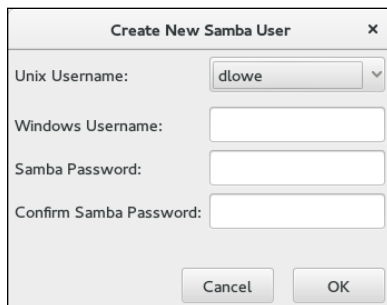 Create New Samba User ×
Unix Username: dlowe
Windows Username:
Samba Password:
Confirm Samba Password:
Cancel OK